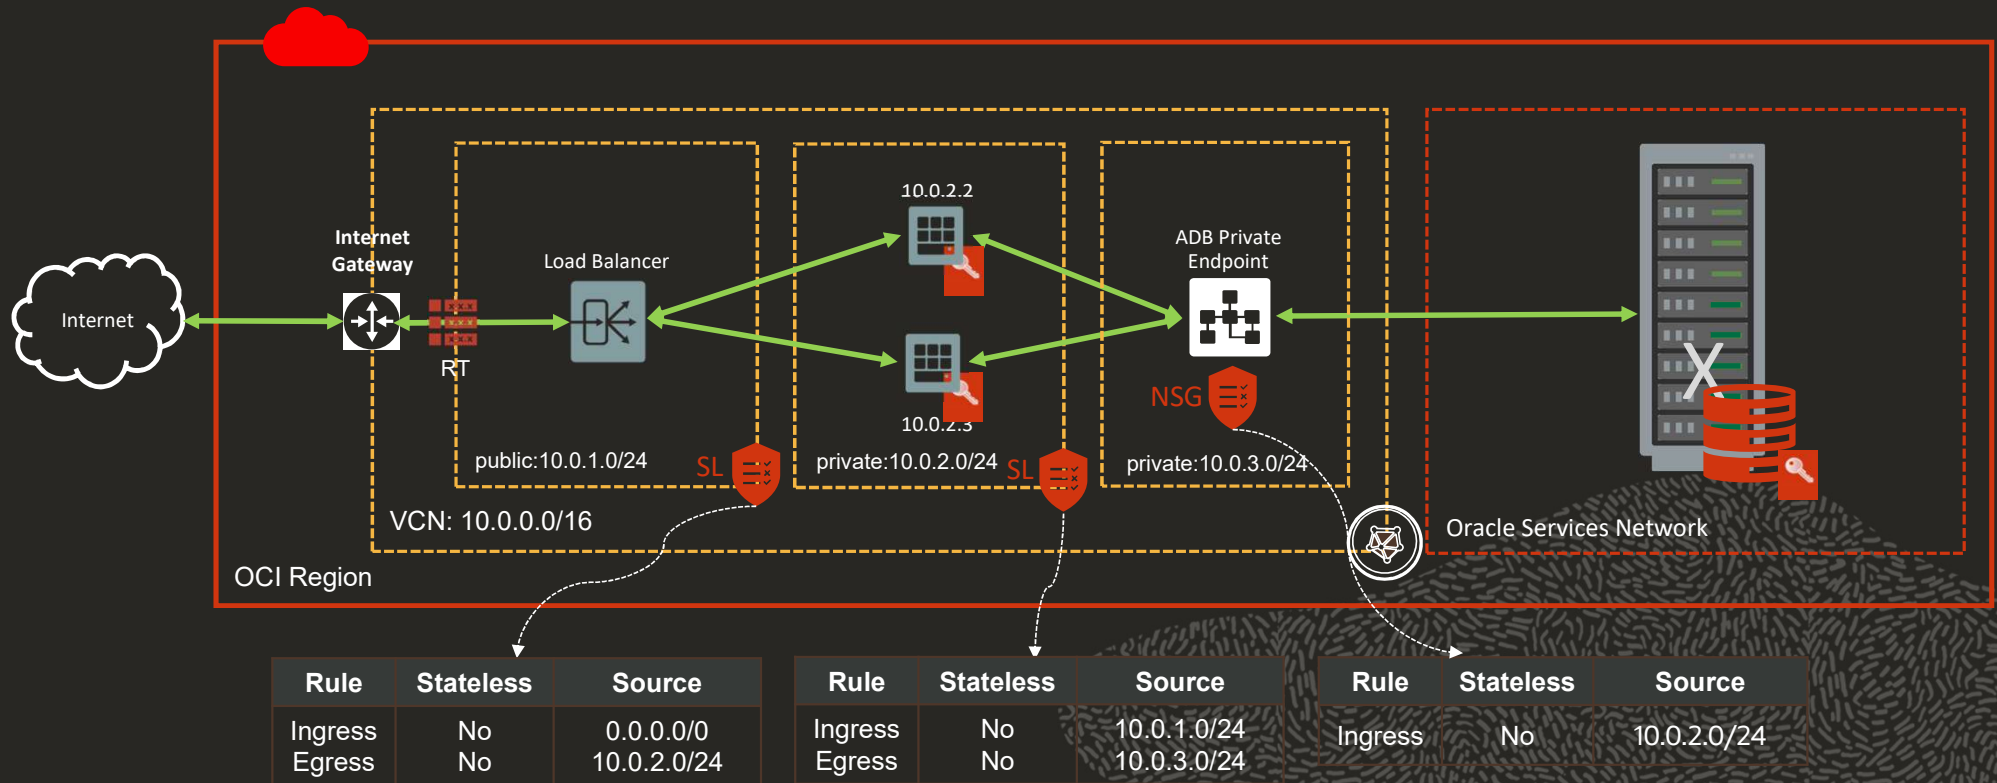 Internet
Internet
Gateway
RT
Load Balancer
public:10.0.1.0/24
SL
10.0.2.2
10.0.2.3
private:10.0.2.0/24
SL
ADB Private
Endpoint
NSG
private:10.0.3.0/24
VCN: 10.0.0.0/16
OCI Region
X
Oracle Services Network
Rule Stateless Source
Ingress No 0.0.0.0/0
Egress No 10.0.2.0/24
Rule Stateless Source
Ingress No 10.0.1.0/24
Egress No 10.0.3.0/24
Rule Stateless Source
Ingress No 10.0.2.0/24